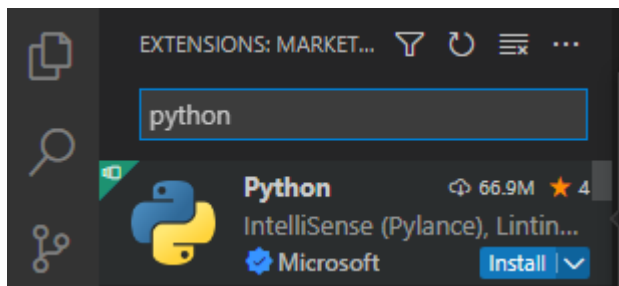 EXTENSIONS: MARKET...
python
Python 66.9M ★ 4
IntelliSense (Pylance), Lintin...
Microsoft Install